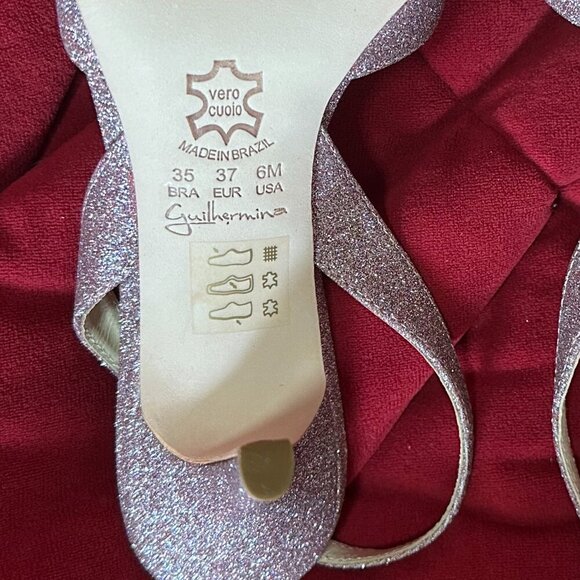 vero
cuoio
MADE IN BRAZIL
35 37 6M
BRA EUR USA
Guilhermina